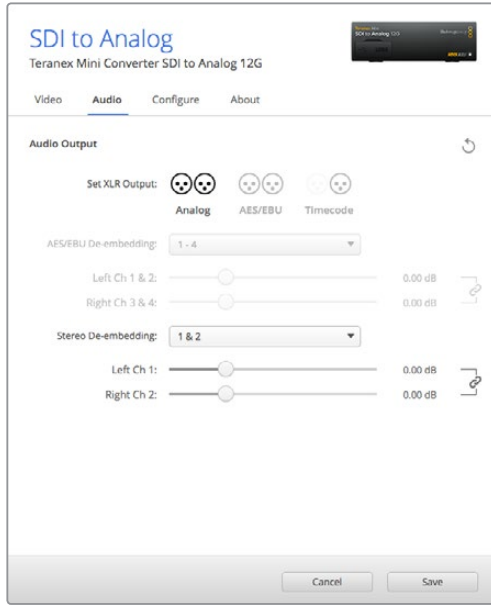 SDI to Analog
Teranex Mini Converter SDI to Analog 12G
Video Audio Configure About
Audio Output
Set XLR Output:
Analog AES/EBU Timecode
AES/EBU De-embedding: 1 - 4
Left Ch 1 & 2: 0.00 dB
Right Ch 3 & 4: 0.00 dB
Stereo De-embedding: 1 & 2
Left Ch 1: 0.00 dB
Right Ch 2: 0.00 dB
Cancel Save